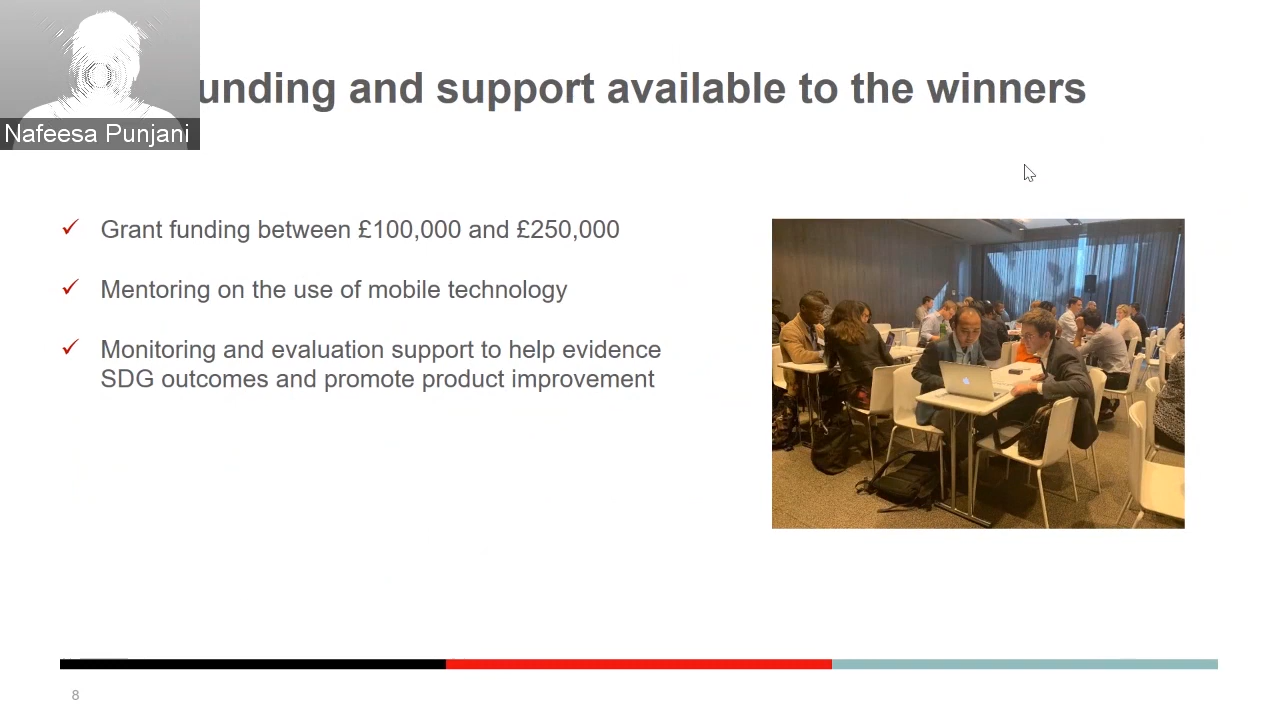 unding and support available to the winners
Nafeesa Punjani
Grant funding between £100,000 and £250,000
Mentoring on the use of mobile technology
Monitoring and evaluation support to help evidence
SDG outcomes and promote product improvement
8